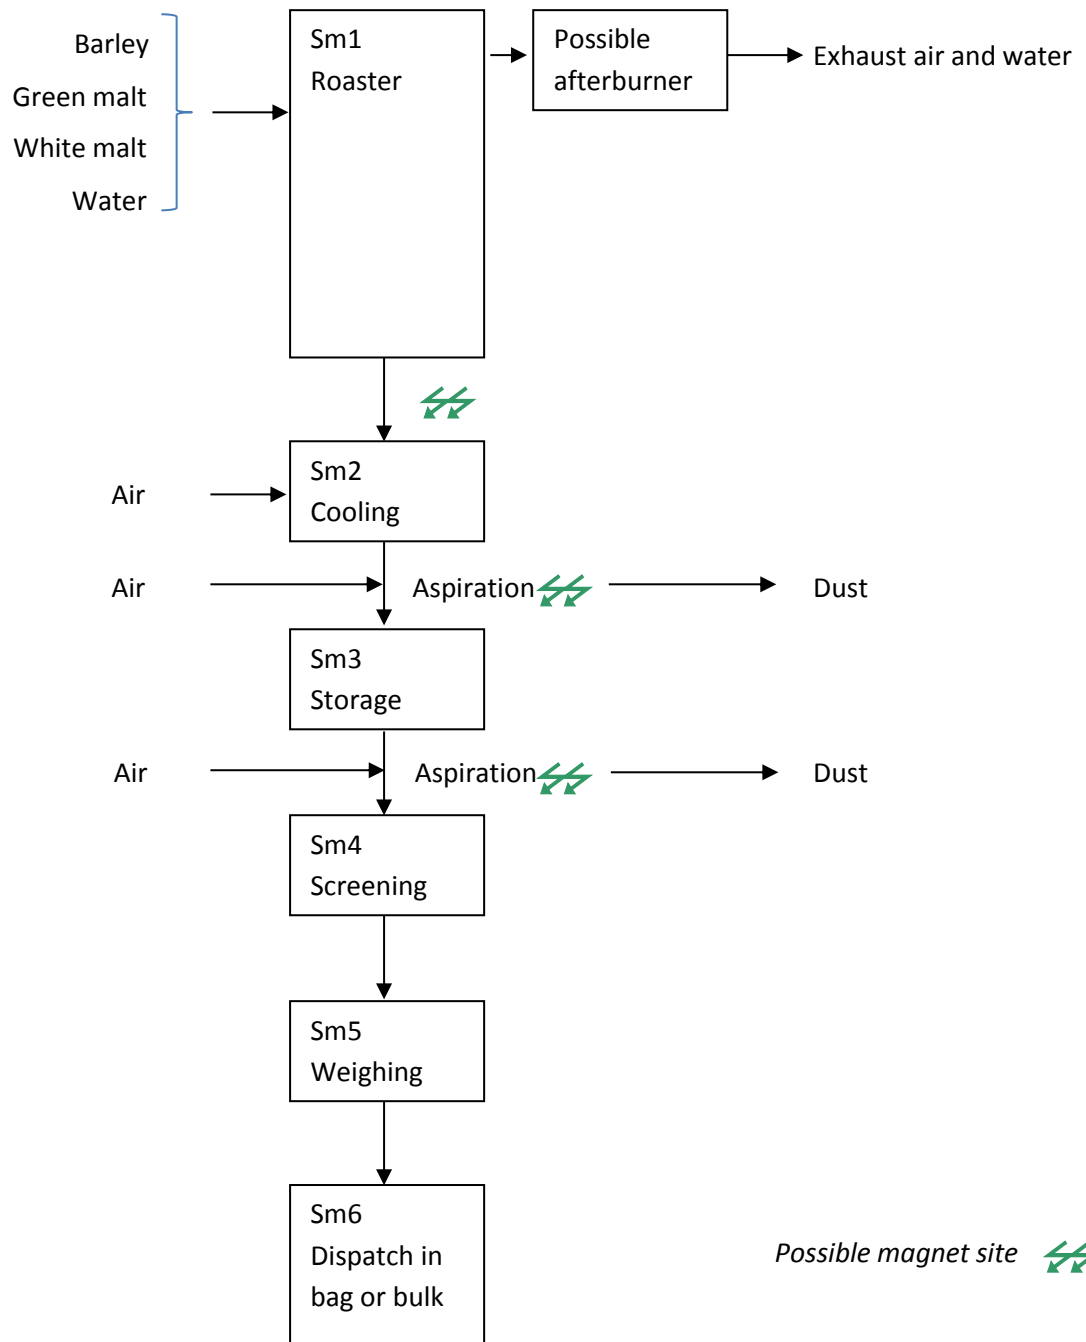 Barley
Green malt
White malt
Water
Sm1
Roaster
Possible
afterburner
Exhaust air and water
Air
Sm2
Cooling
Air
Aspiration
Dust
Sm3
Storage
Air
Aspiration
Dust
Sm4
Screening
Sm5
Weighing
Sm6
Dispatch in
bag or bulk
Possible magnet site